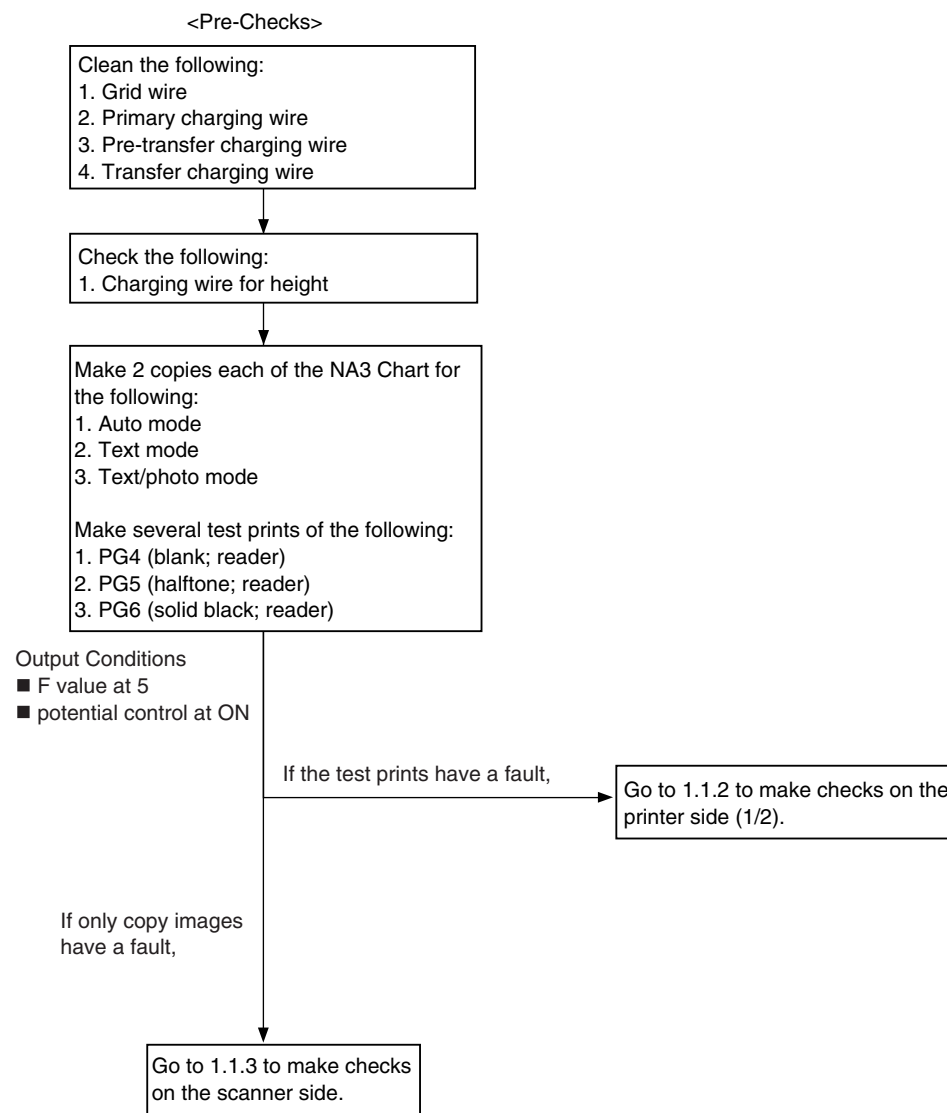 <Pre-Checks>
Clean the following:
1. Grid wire
2. Primary charging wire
3. Pre-transfer charging wire
4. Transfer charging wire
Check the following:
1. Charging wire for height
Make 2 copies each of the NA3 Chart for
the following:
1. Auto mode
2. Text mode
3. Text/photo mode
Make several test prints of the following:
1. PG4 (blank; reader)
2. PG5 (halftone; reader)
3. PG6 (solid black; reader)
Output Conditions
■ F value at 5
■ potential control at ON
If the test prints have a fault,
Go to 1.1.2 to make checks on the
printer side (1/2).
If only copy images
have a fault,
Go to 1.1.3 to make checks
on the scanner side.